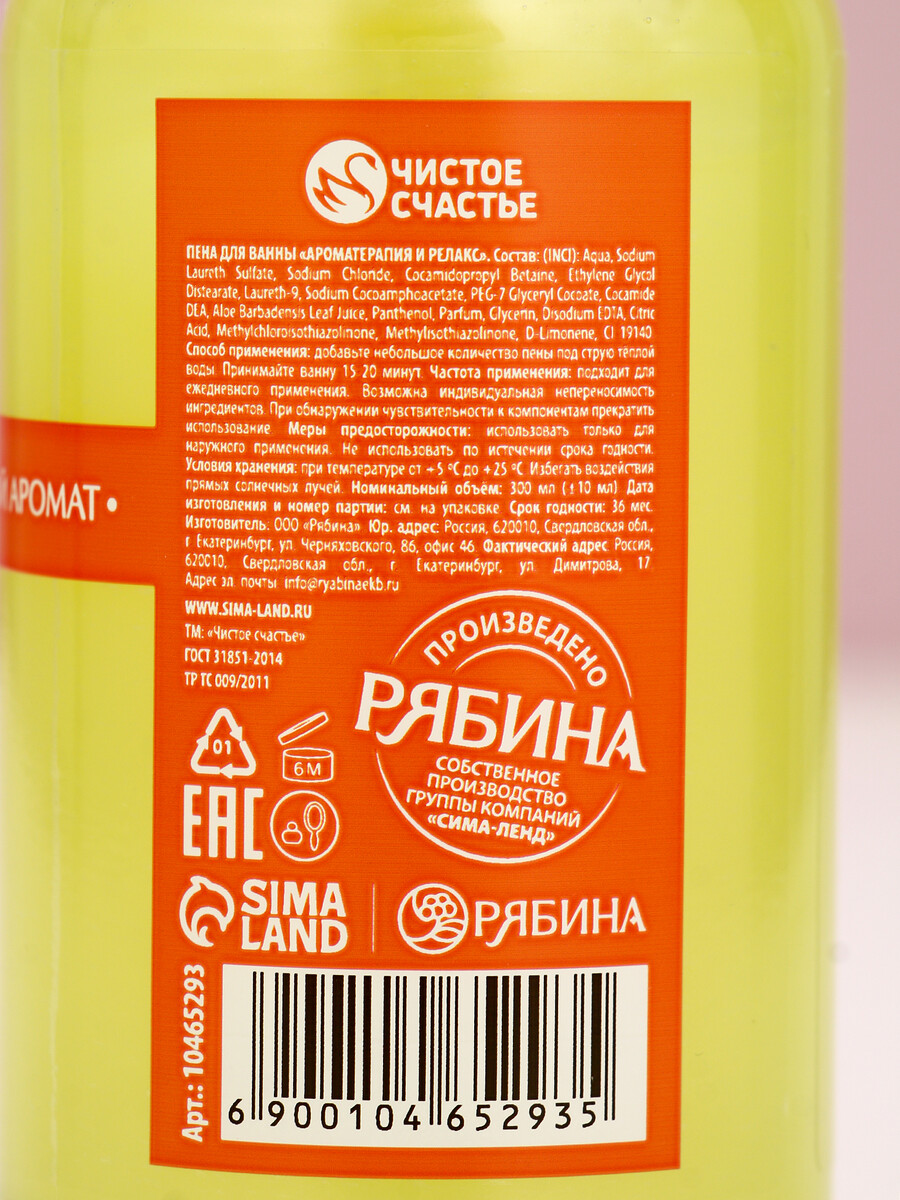 ЧИСТОЕ
СЧАСТЬЕ
ПЕНА ДЛЯ ВАННЫ «АРОМАТЕРАПИЯ И РЕЛАКС». Состав: (INCI): Aqua, Sodium
Laureth Sulfate, Sodium Chloride, Cocamidopropyl Betaine, Ethylene Glycol
Distearate, Laureth-9, Sodium Cocoamphoacetate, PEG-7 Glyceryl Cocoate, Cocamide
DEA, Aloe Barbadensis Leaf Juice, Panthenol, Parfum, Glycerin, Disodium EDTA, Citric
Acid, Methylchloroisothiazolinone, Methylisothiazolinone, D-Limonene, CI 19140
Способ применения: добавьте небольшое количество пены под струю тёплой
воды. Принимайте ванну 15-20 минут. Частота применения: подходит для
ежедневного применения. Возможна индивидуальная непереносимость
ингредиентов. При обнаружении чувствительности к компонентам прекратить
использование. Меры предосторожности: использовать только для
наружного применения. Не использовать по истечении срока годности.
Условия хранения: при температуре от +5 °C до +25 °C. Избегать воздействия
прямых солнечных лучей. Номинальный объём: 300 мл (±10 мл) Дата
изготовления и номер партии: см. на упаковке. Срок годности: 36 мес.
Изготовитель: ООО «Рябина» Юр. адрес: Россия, 620010, Свердловская обл.,
г. Екатеринбург, ул. Черняховского, 86, офис 46. Фактический адрес: Россия,
620010, Свердловская обл., г. Екатеринбург, ул. Димитрова, 17.
Адрес эл. почты: info@ryabinaekb.ru
WWW.SIMA-LAND.RU
ТМ: «Чистое счастье»
ГОСТ 31851-2014
ТР ТС 009/2011
Й АРОМАТ •
ПРОИЗВЕДЕНО
РЯБИНА
СОБСТВЕННОЕ
ПРОИЗВОДСТВО
ГРУППЫ КОМПАНИЙ
«СИМА-ЛЕНД»
01
6M
EAC
SIMA
LAND
РЯБИНА
Арт.: 10465293
6 900104 652935